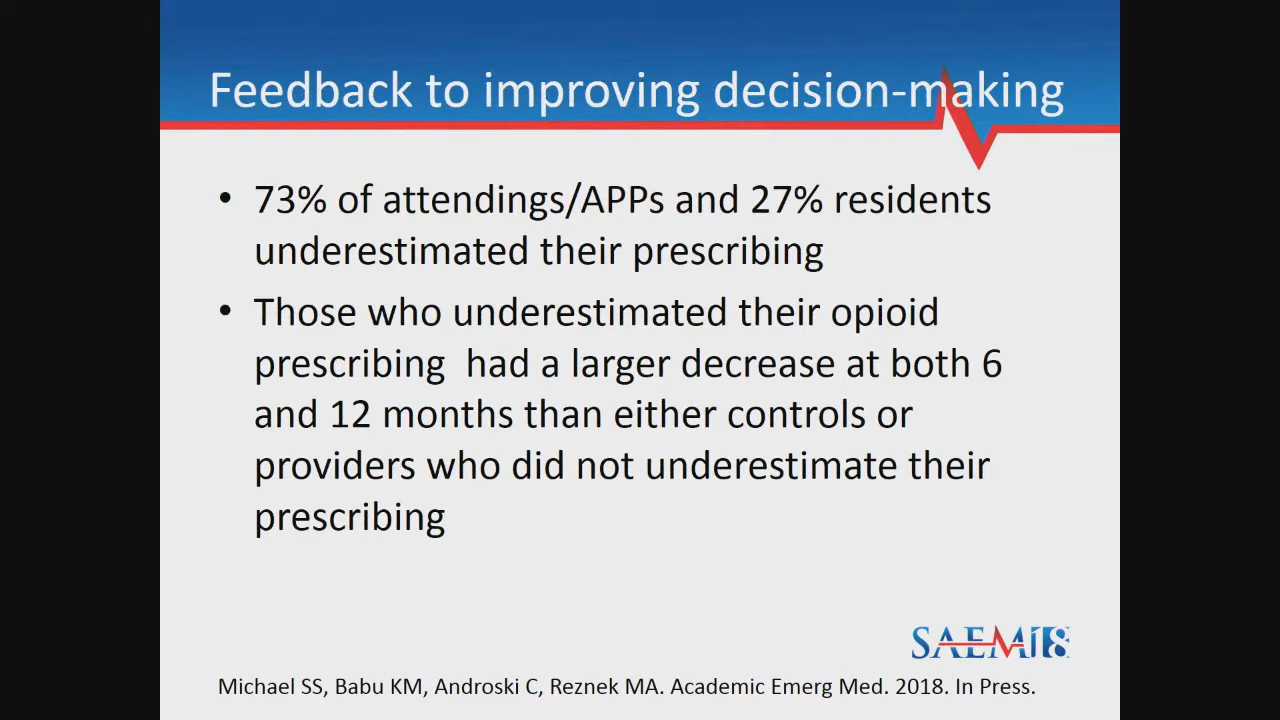 Feedback to improving decision-making
• 73% of attendings/APPs and 27% residents
underestimated their prescribing
• Those who underestimated their opioid
prescribing had a larger decrease at both 6
and 12 months than either controls or
providers who did not underestimate their
prescribing
SAEM18
Michael SS, Babu KM, Androski C, Reznek MA. Academic Emerg Med. 2018. In Press.